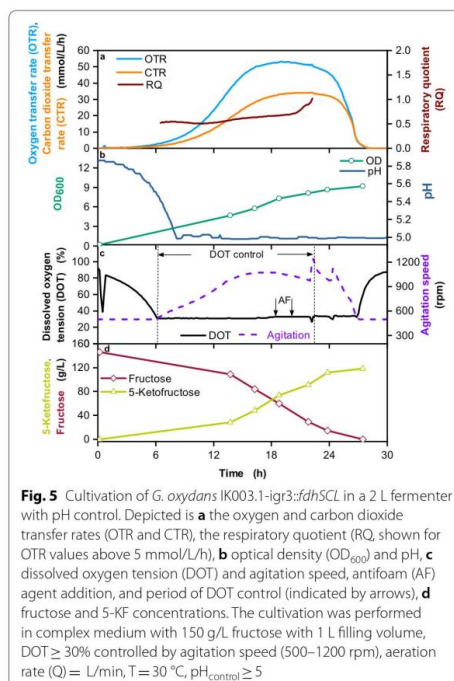 Oxygen transfer rate (OTR),
Carbon dioxide transfer
rate (CTR) (mmol/L/h)
60
50
40
30
20
10
0
a
OTR
CTR
RQ
2.0
1.5
1.0
0.5
0.0
Respiratory quotient
(RQ)
OD600
12
9
6
3
0
b
OD
pH
5.8
5.6
5.4
5.2
5.0
pH
Dissolved oxygen
tension (DOT) (%)
100
80
60
40
20
c
DOT control
AF
DOT
Agitation
1200
900
600
300
Agitation speed
(rpm)
5-Ketofructose,
Fructose (g/L)
160
120
80
40
0
d
Fructose
5-Ketofructose
0 6 12 18 24 30
Time (h)
Fig. 5 Cultivation of G. oxydans IK003.1-igr3::fdhSCL in a 2 L fermenter
with pH control. Depicted is a the oxygen and carbon dioxide
transfer rates (OTR and CTR), the respiratory quotient (RQ, shown for
OTR values above 5 mmol/L/h), b optical density (OD600) and pH, c
dissolved oxygen tension (DOT) and agitation speed, antifoam (AF)
agent addition, and period of DOT control (indicated by arrows), d
fructose and 5-KF concentrations. The cultivation was performed
in complex medium with 150 g/L fructose with 1 L filling volume,
DOT ≥ 30% controlled by agitation speed (500–1200 rpm), aeration
rate (Q) = L/min, T = 30 °C, pHcontrol ≥ 5